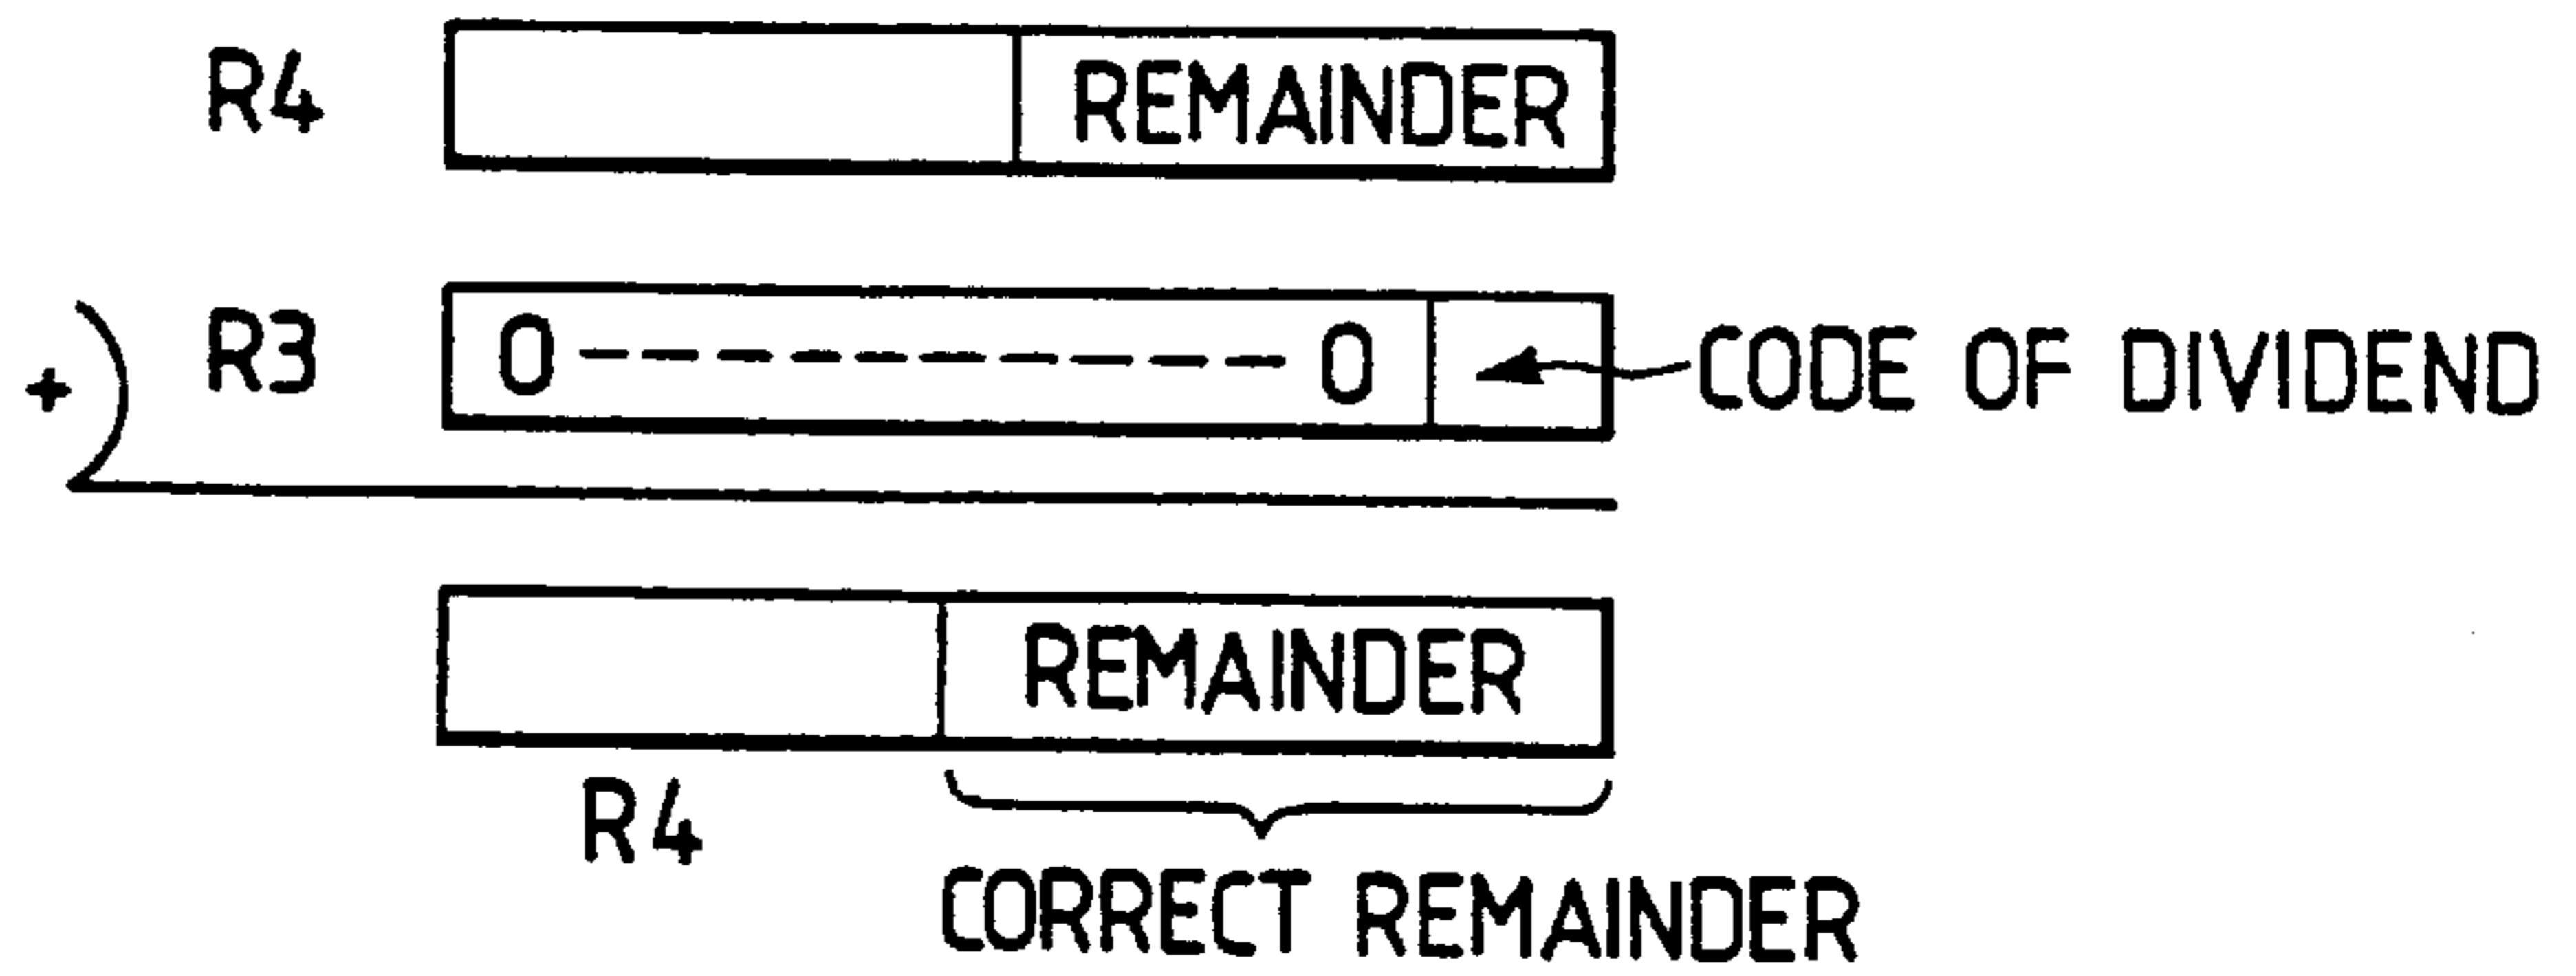 R4 REMAINDER
+ R3 0 ---------- 0 CODE OF DIVIDEND
REMAINDER
R4
CORRECT REMAINDER